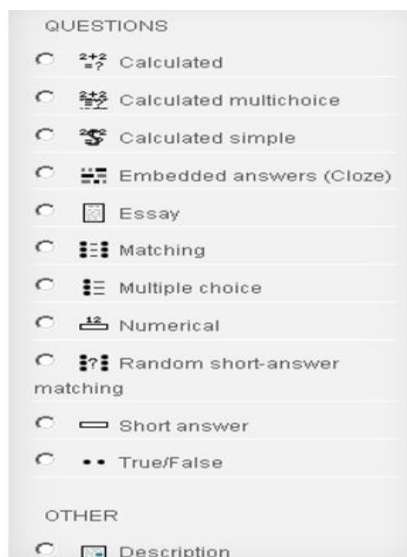 QUESTIONS
Calculated
Calculated multichoice
Calculated simple
Embedded answers (Cloze)
Essay
Matching
Multiple choice
Numerical
Random short-answer
matching
Short answer
True/False
OTHER
Description